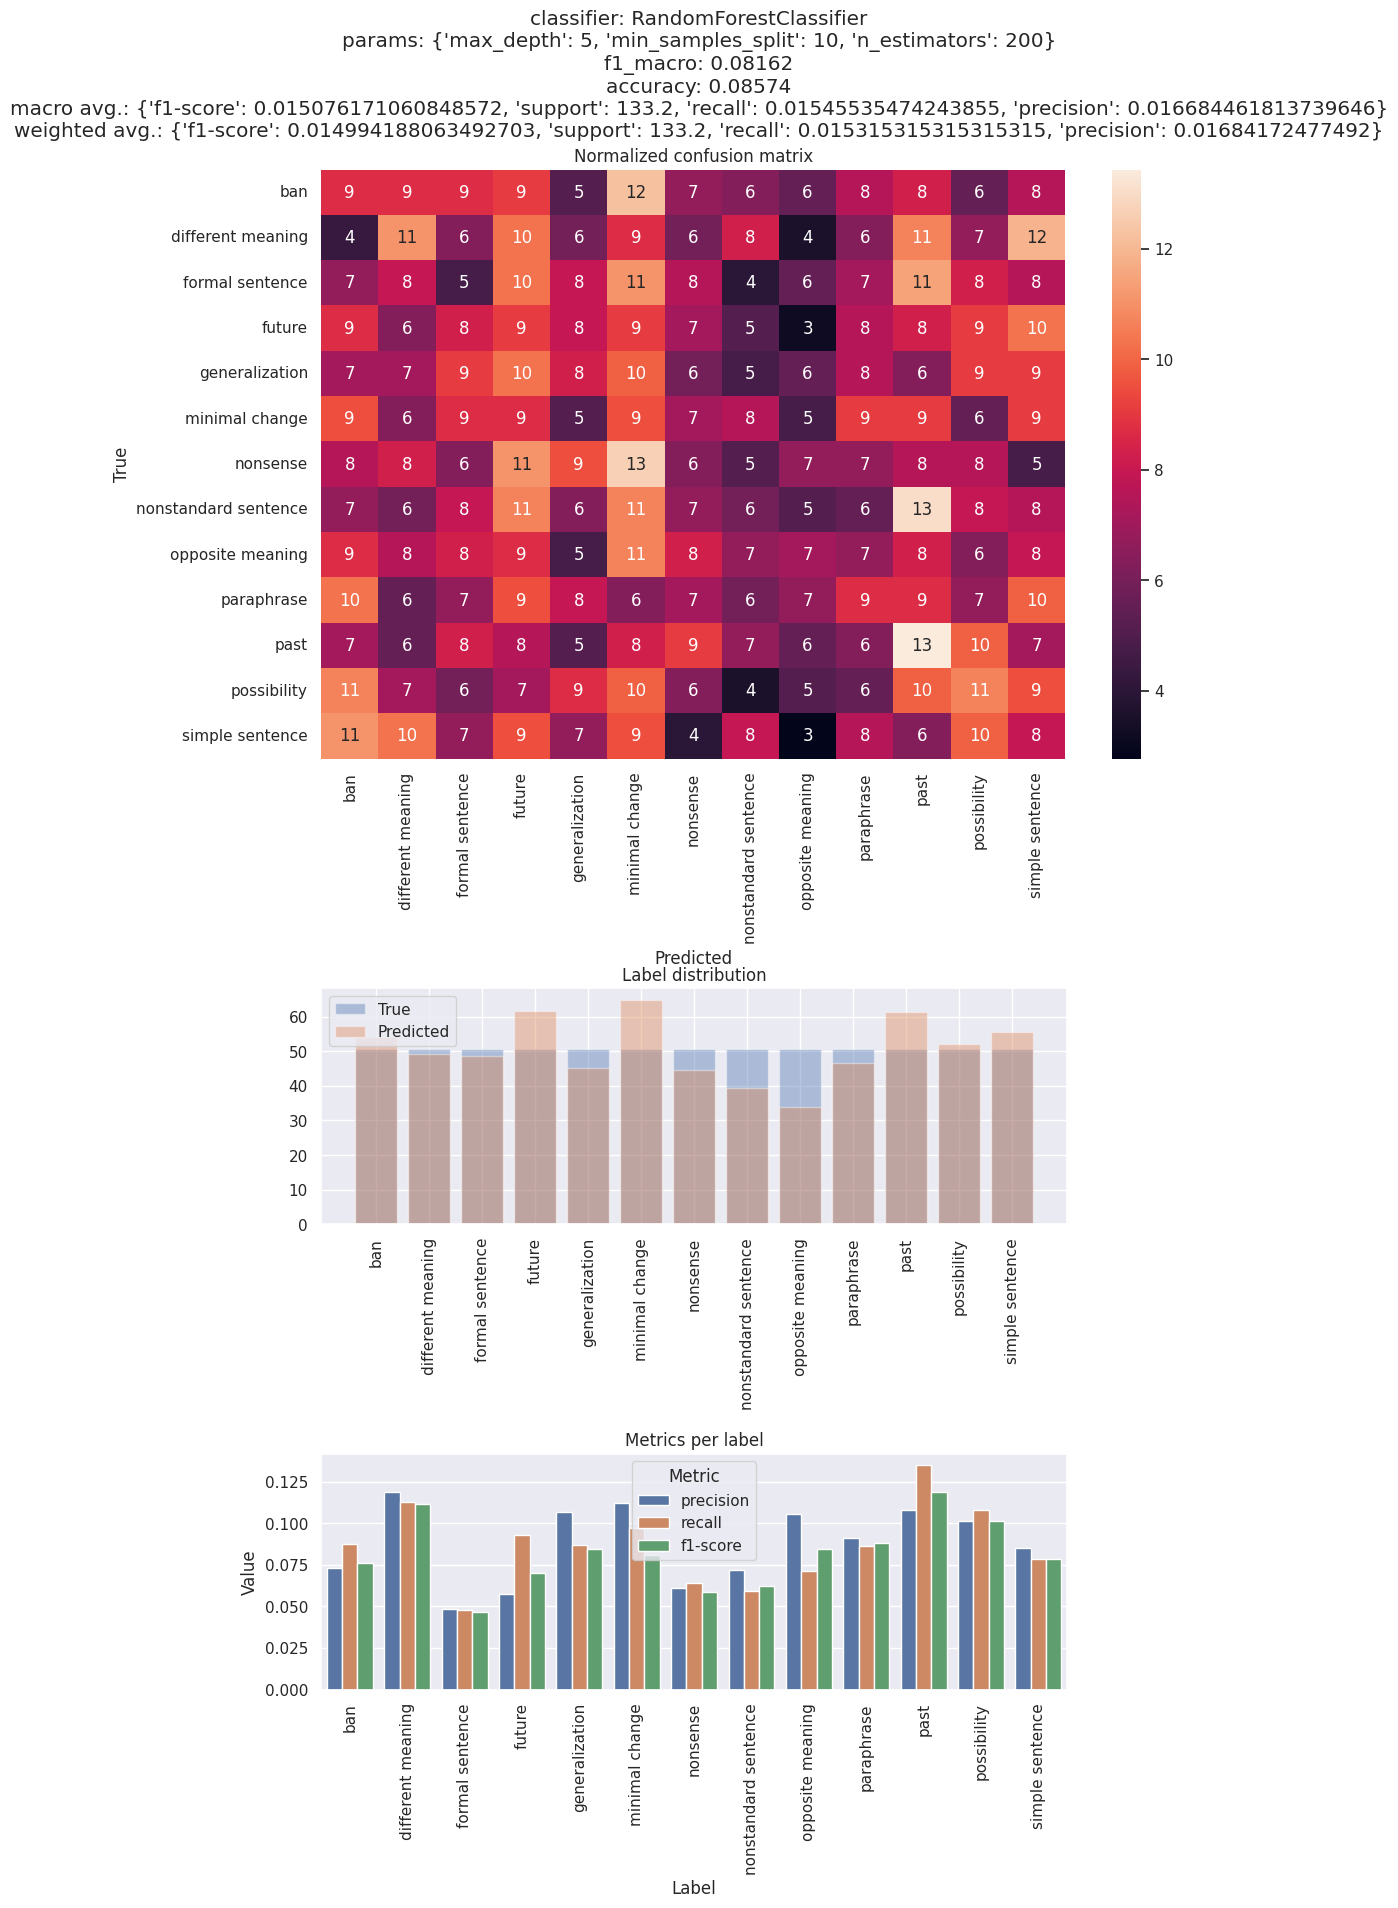 classifier: RandomForestClassifier
params: {'max_depth': 5, 'min_samples_split': 10, 'n_estimators': 200}
f1_macro: 0.08162
accuracy: 0.08574
macro avg.: {'f1-score': 0.015076171060848572, 'support': 133.2, 'recall': 0.01545535474243855, 'precision': 0.016684461813739646}
weighted avg.: {'f1-score': 0.014994188063492703, 'support': 133.2, 'recall': 0.015315315315315315, 'precision': 0.01684172477492}
Normalized confusion matrix
True
ban 9 9 9 9 5 12 7 6 6 8 8 6 8
different meaning 4 11 6 10 6 9 6 8 4 6 11 7 12
formal sentence 7 8 5 10 8 11 8 4 6 7 11 8 8
future 9 6 8 9 8 9 7 5 3 8 8 9 10
generalization 7 7 9 10 8 10 6 5 6 8 6 9 9
minimal change 9 6 9 9 5 9 7 8 5 9 9 6 9
nonsense 8 8 6 11 9 13 6 5 7 7 8 8 5
nonstandard sentence 7 6 8 11 6 11 7 6 5 6 13 8 8
opposite meaning 9 8 8 9 5 11 8 7 7 7 8 6 8
paraphrase 10 6 7 9 8 6 7 6 7 9 9 7 10
past 7 6 8 8 5 8 9 7 6 6 13 10 7
possibility 11 7 6 7 9 10 6 4 5 6 10 11 9
simple sentence 11 10 7 9 7 9 4 8 3 8 6 10 8
12
10
8
6
4
ban
different meaning
formal sentence
future
generalization
minimal change
nonsense
nonstandard sentence
opposite meaning
paraphrase
past
possibility
simple sentence
Predicted
Label distribution
True
Predicted
60
50
40
30
20
10
0
ban
different meaning
formal sentence
future
generalization
minimal change
nonsense
nonstandard sentence
opposite meaning
paraphrase
past
possibility
simple sentence
Metrics per label
Metric
precision
recall
f1-score
Value
0.125
0.100
0.075
0.050
0.025
0.000
ban
different meaning
formal sentence
future
generalization
minimal change
nonsense
nonstandard sentence
opposite meaning
paraphrase
past
possibility
simple sentence
Label